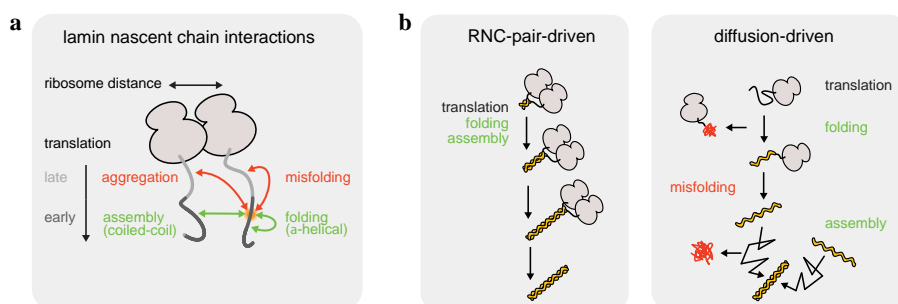 a
lamin nascent chain interactions
ribosome distance
translation
late
aggregation
misfolding
early
assembly
(coiled-coil)
folding
(a-helical)
b
RNC-pair-driven
translation
folding
assembly
diffusion-driven
translation
folding
misfolding
assembly